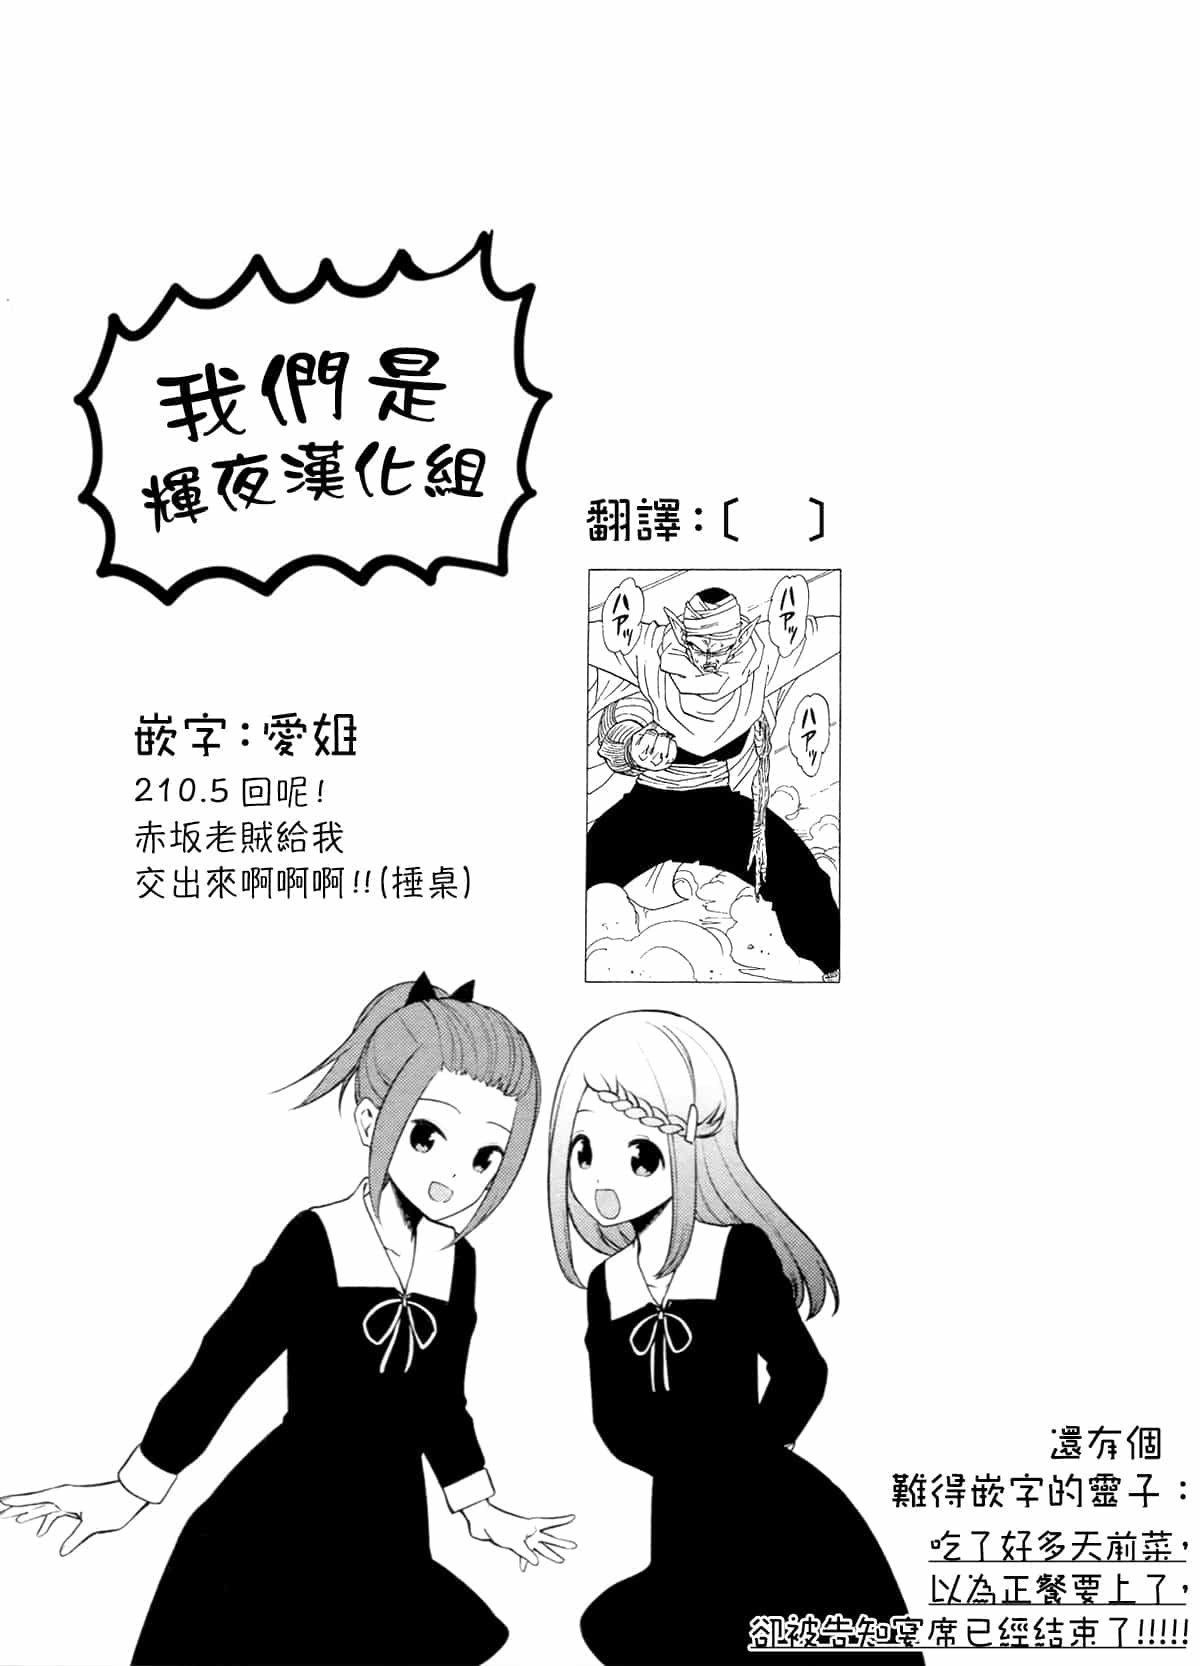 我們是
輝夜漢化組
翻譯：〔　〕
ハアッ
ハアッ
ハアッ
嵌字：愛姐
210.5回呢！
赤坂老賊給我
交出來啊啊啊!!(捶桌)
還有個
難得嵌字的靈子：
吃了好多天前菜，
以為正餐要上了，
卻被告知宴席已經結束了!!!!!